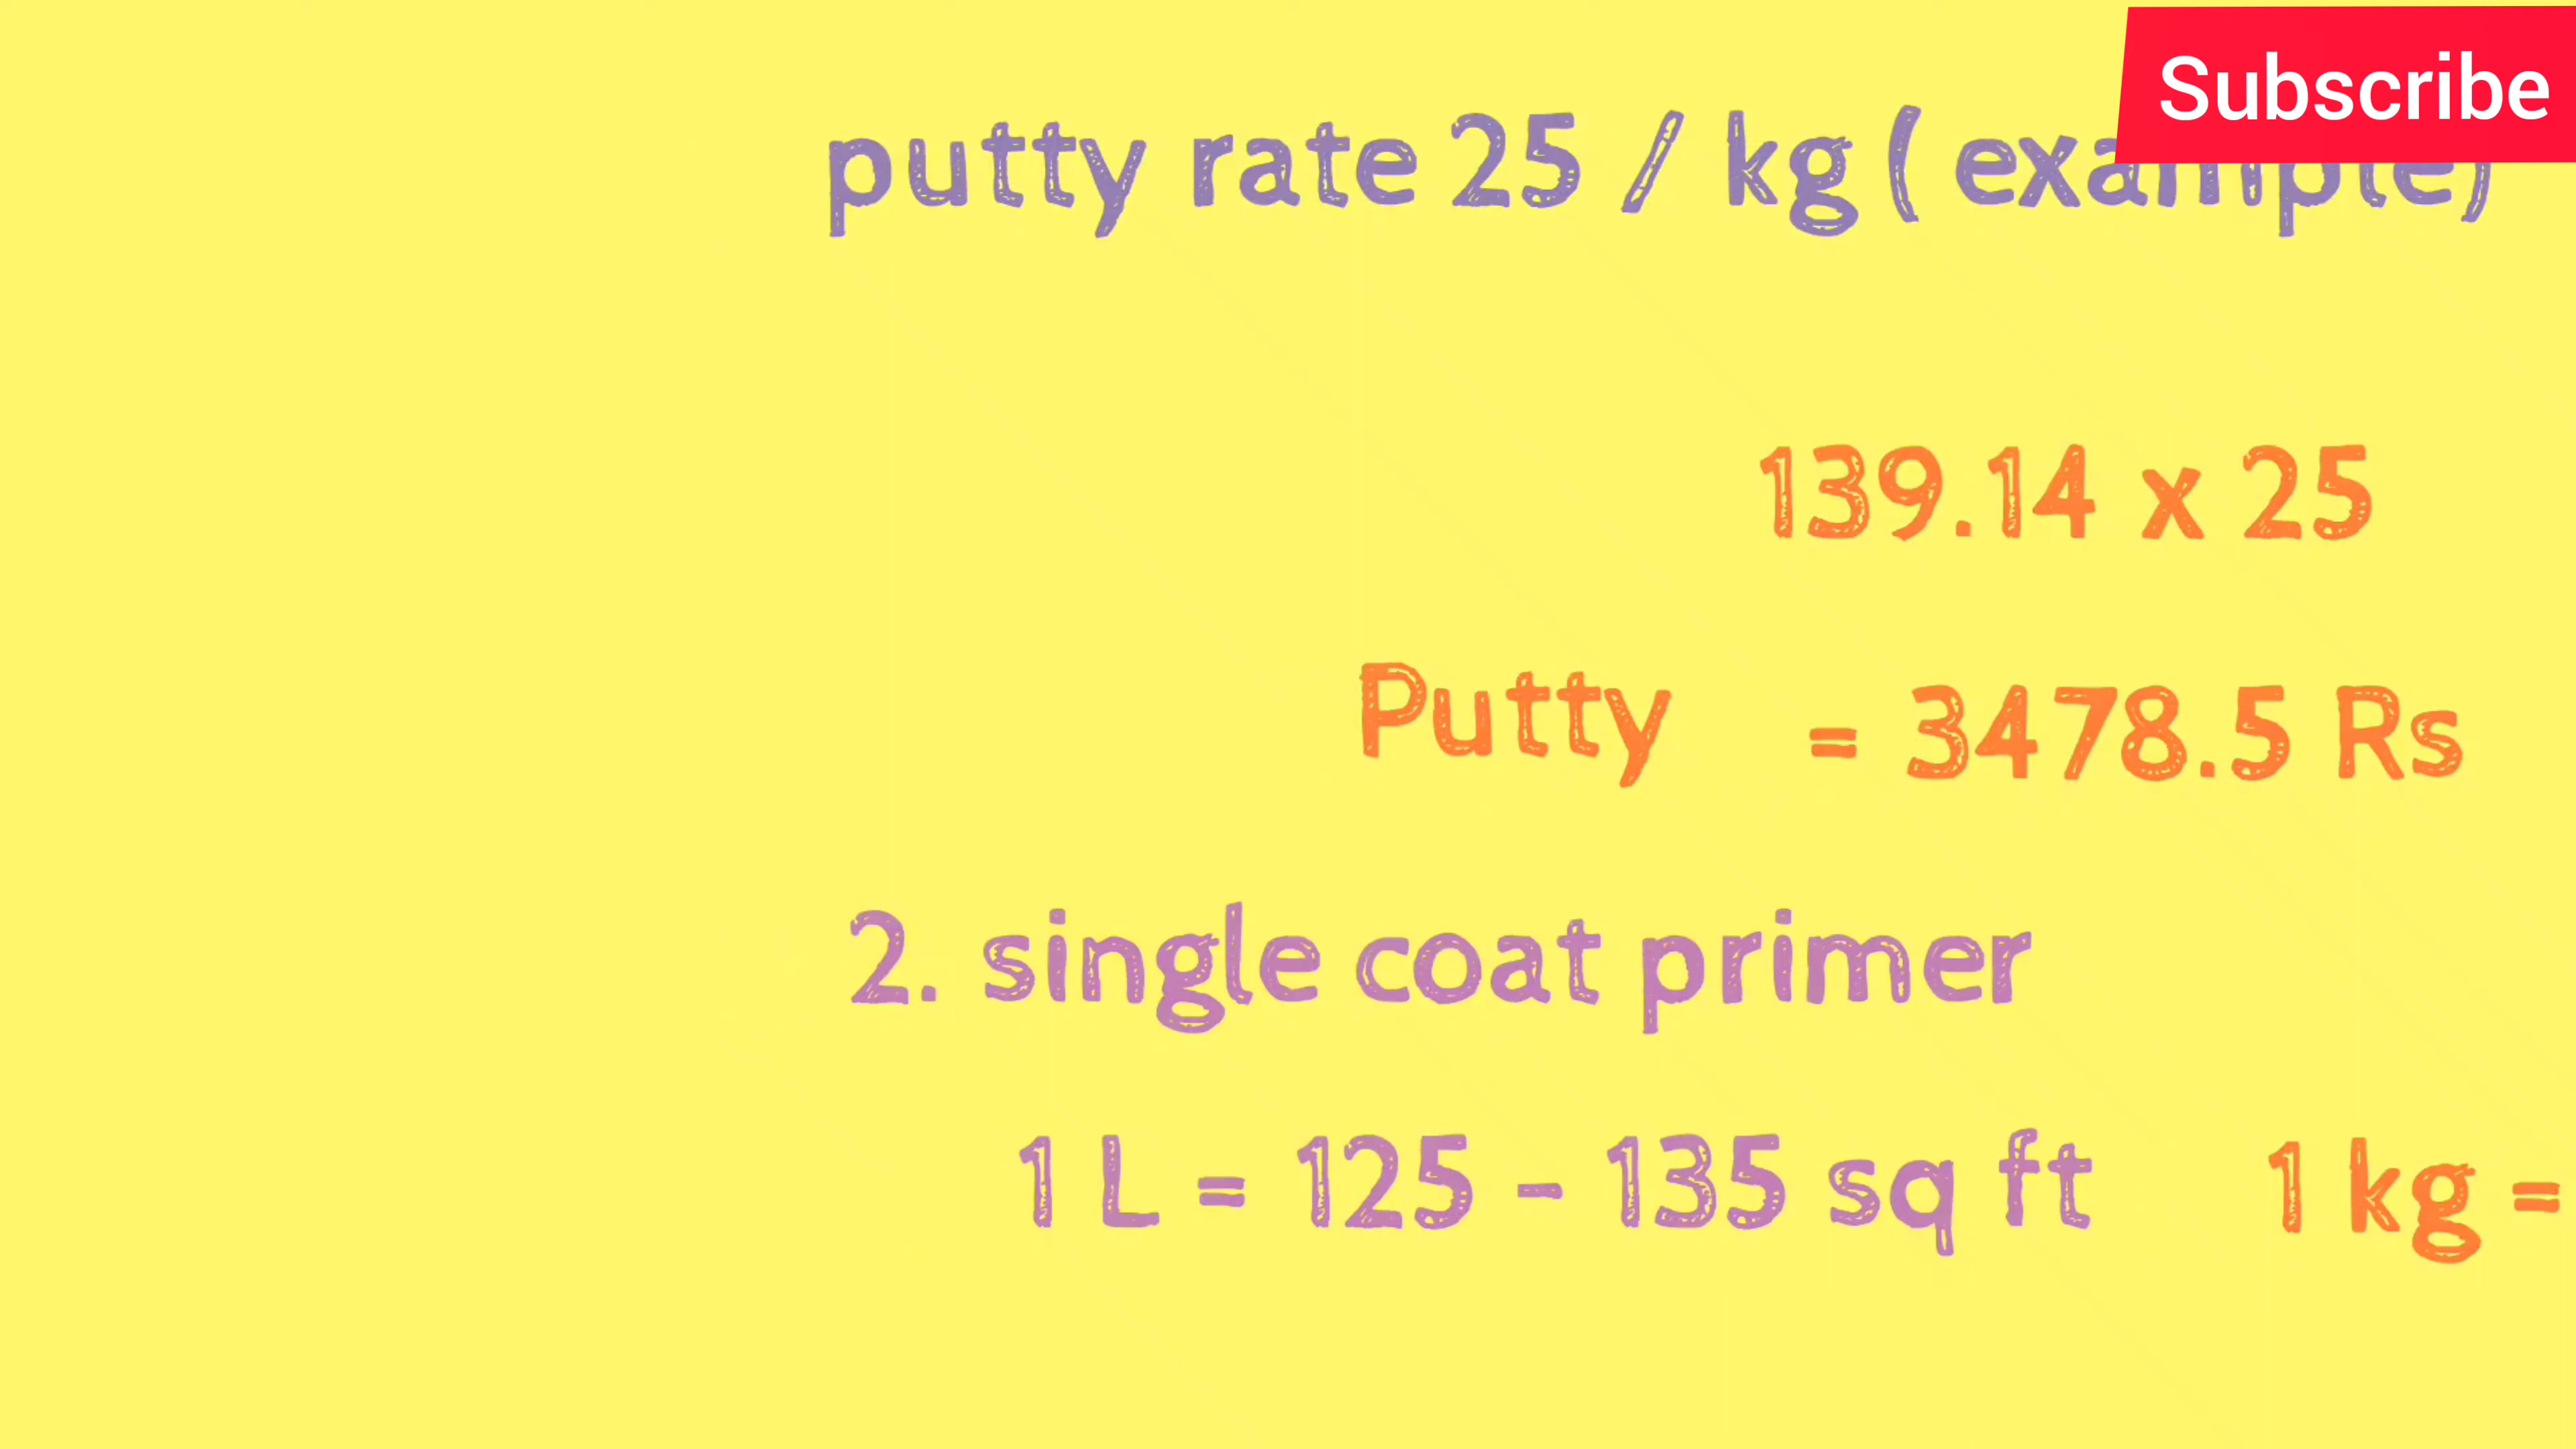 Subscribe
putty rate 25 / kg ( example)
139.14 x 25
Putty = 3478.5 Rs
2. single coat primer
1 L = 125 - 135 sq ft 1 kg =